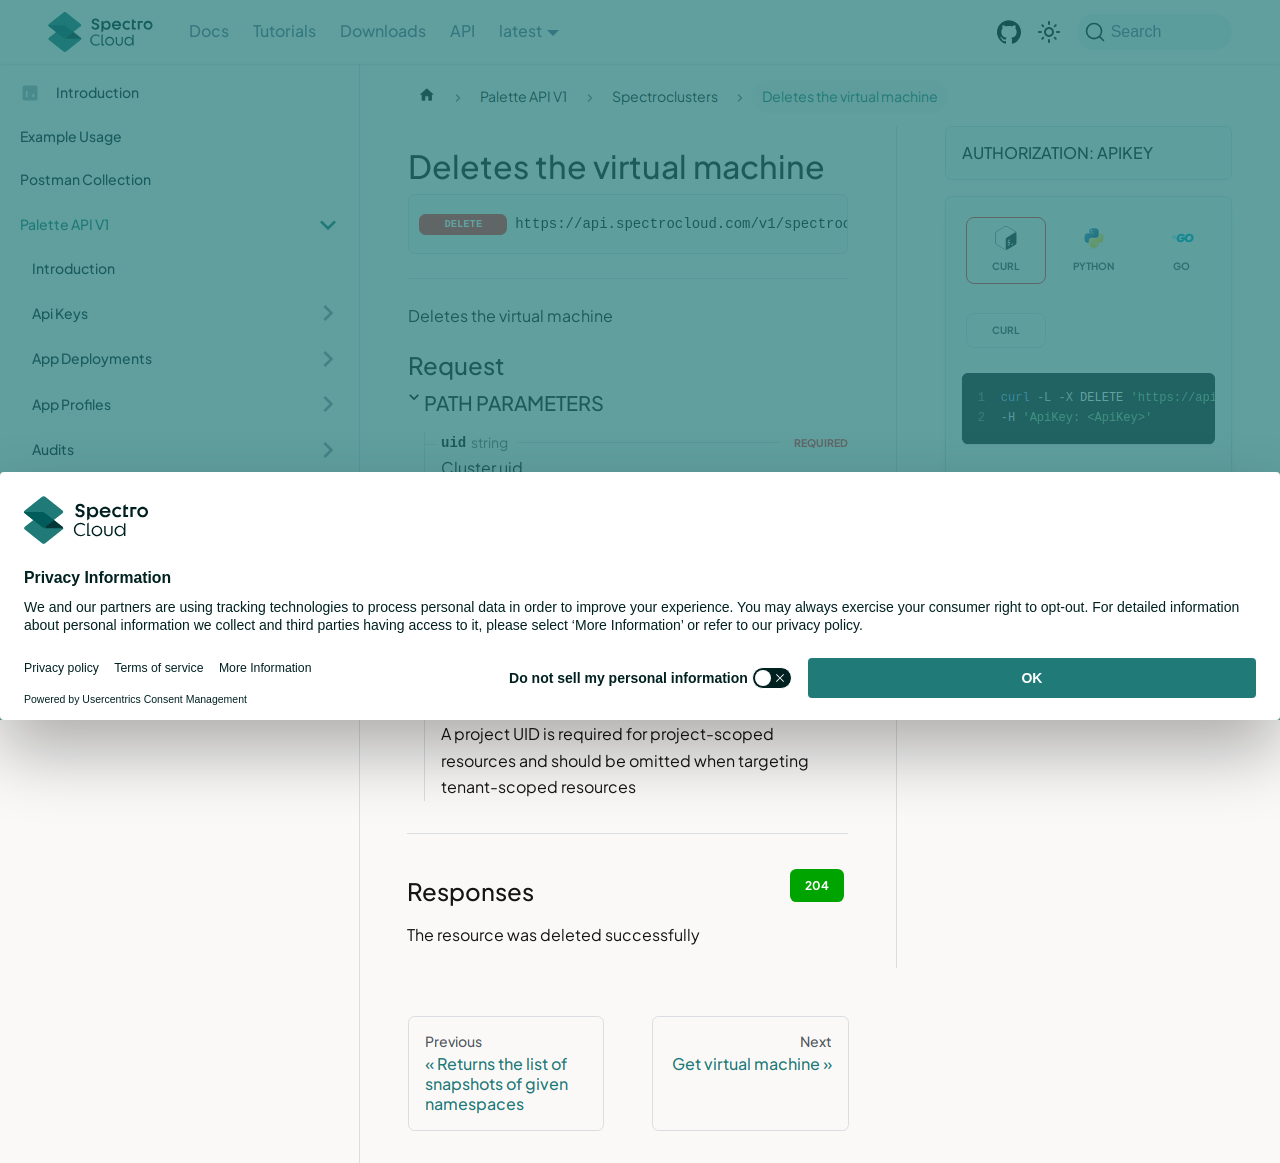 Spectro Cloud
Docs
Tutorials
Downloads
API
latest
Search
Introduction
Example Usage
Postman Collection
Palette API V1
Introduction
Api Keys
App Deployments
App Profiles
Audits
Palette API V1
Spectroclusters
Deletes the virtual machine
Deletes the virtual machine
DELETE https://api.spectrocloud.com/v1/spectroc
Deletes the virtual machine
Request
PATH PARAMETERS
uid string REQUIRED
Cluster uid
AUTHORIZATION: APIKEY
CURL
PYTHON
GO
CURL
1 curl -L -X DELETE 'https://api
2 -H 'ApiKey: <ApiKey>'
Spectro Cloud
Privacy Information
We and our partners are using tracking technologies to process personal data in order to improve your experience. You may always exercise your consumer right to opt-out. For detailed information
about personal information we collect and third parties having access to it, please select ‘More Information’ or refer to our privacy policy.
Privacy policy
Terms of service
More Information
Do not sell my personal information
OK
Powered by Usercentrics Consent Management
A project UID is required for project-scoped
resources and should be omitted when targeting
tenant-scoped resources
Responses
204
The resource was deleted successfully
Previous
« Returns the list of
snapshots of given
namespaces
Next
Get virtual machine »